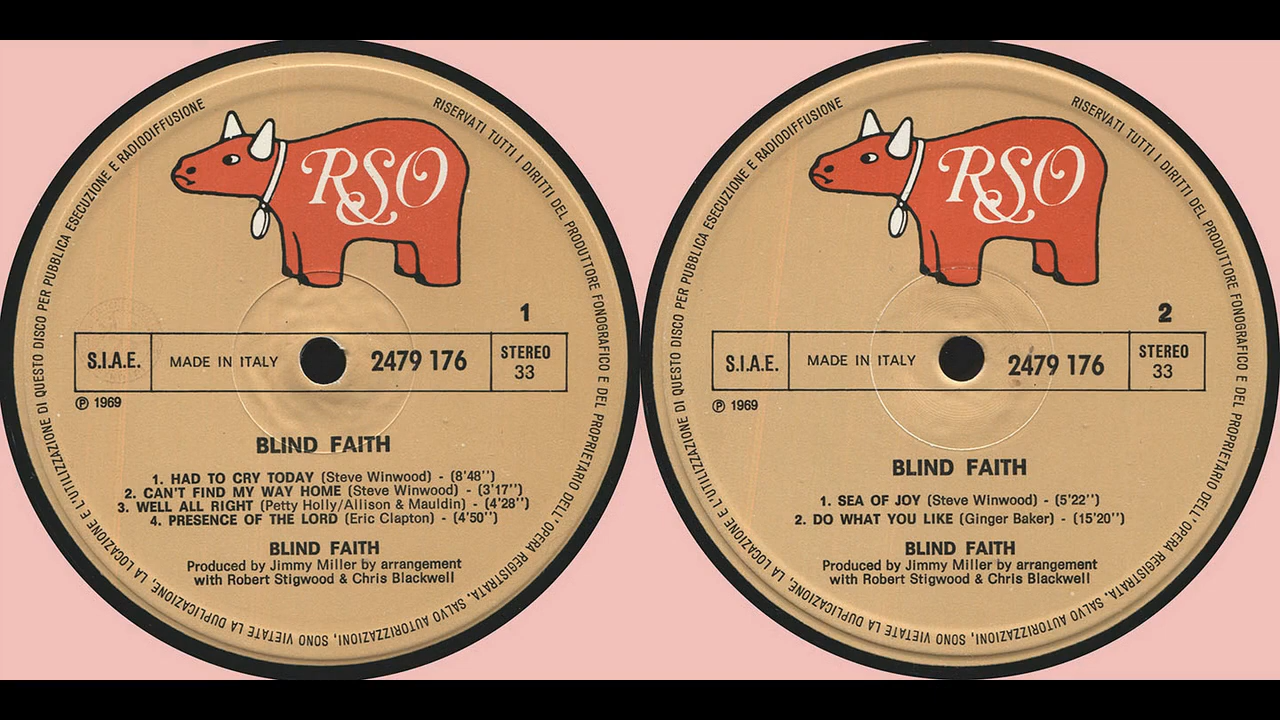 RISERVATI TUTTI I DIRITTI DEL PRODUTTORE FONOGRAFICO E DEL PROPRIETARIO DELL'OPERA REGISTRATA, SALVO AUTORIZZAZIONI, SONO VIETATE LA DUPLICAZIONE, LA LOCAZIONE E L'UTILIZZAZIONE DI QUESTO DISCO PER PUBBLICA ESECUZIONE E RADIODIFFUSIONE
RSO
1
S.I.A.E.
MADE IN ITALY
2479 176
STEREO
33
℗ 1969
BLIND FAITH
1. HAD TO CRY TODAY (Steve Winwood) - (8'48'')
2. CAN'T FIND MY WAY HOME (Steve Winwood) - (3'17'')
3. WELL ALL RIGHT (Petty Holly/Allison & Mauldin) - (4'28'')
4. PRESENCE OF THE LORD (Eric Clapton) - (4'50'')
BLIND FAITH
Produced by Jimmy Miller by arrangement
with Robert Stigwood & Chris Blackwell
RISERVATI TUTTI I DIRITTI DEL PRODUTTORE FONOGRAFICO E DEL PROPRIETARIO DELL'OPERA REGISTRATA, SALVO AUTORIZZAZIONI, SONO VIETATE LA DUPLICAZIONE, LA LOCAZIONE E L'UTILIZZAZIONE DI QUESTO DISCO PER PUBBLICA ESECUZIONE E RADIODIFFUSIONE
RSO
2
S.I.A.E.
MADE IN ITALY
2479 176
STEREO
33
℗ 1969
BLIND FAITH
1. SEA OF JOY (Steve Winwood) - (5'22'')
2. DO WHAT YOU LIKE (Ginger Baker) - (15'20'')
BLIND FAITH
Produced by Jimmy Miller by arrangement
with Robert Stigwood & Chris Blackwell